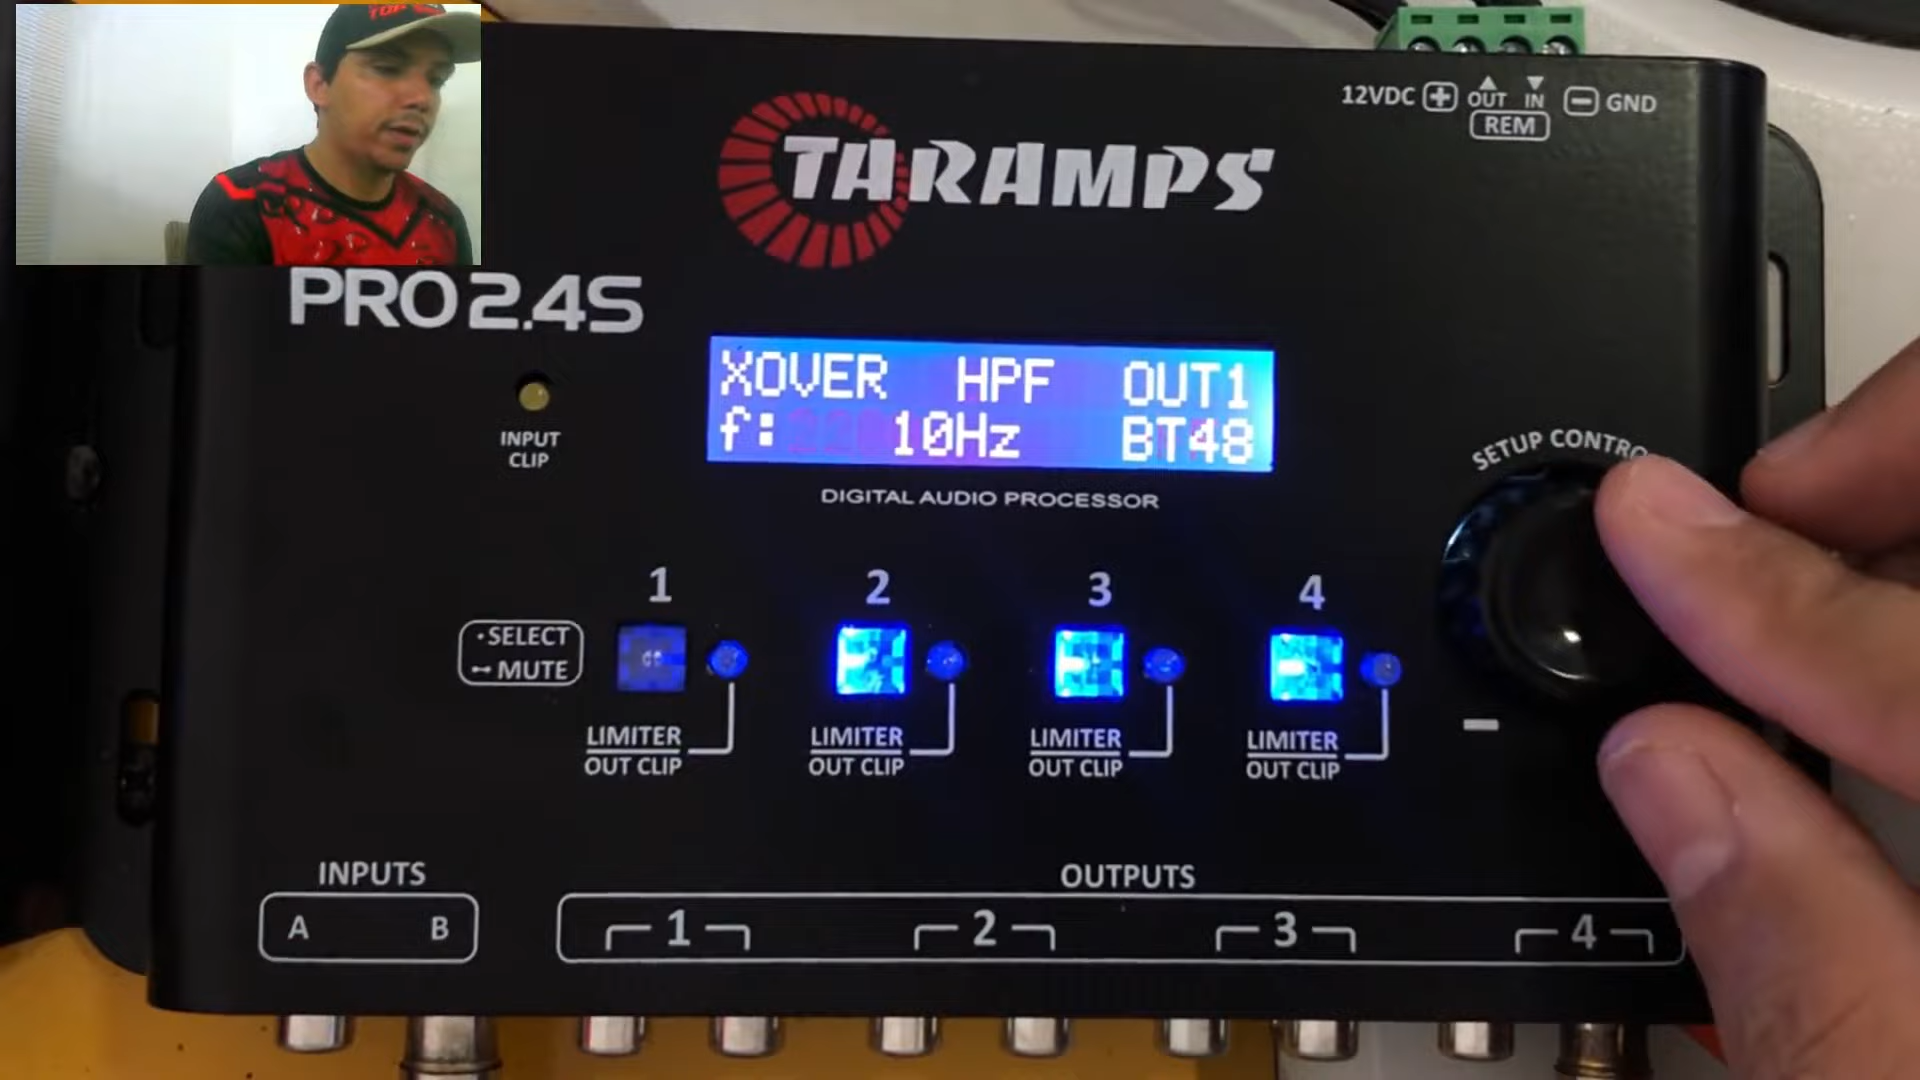 12VDC + OUT IN - GND
REM
TARAMPS
PRO 2.4S
XOVER HPF OUT1
f: 10Hz BT48
INPUT
CLIP
DIGITAL AUDIO PROCESSOR
SETUP CONTRO
1 2 3 4
SELECT
MUTE
LIMITER LIMITER LIMITER LIMITER
OUT CLIP OUT CLIP OUT CLIP OUT CLIP
INPUTS
A B
OUTPUTS
1 2 3 4